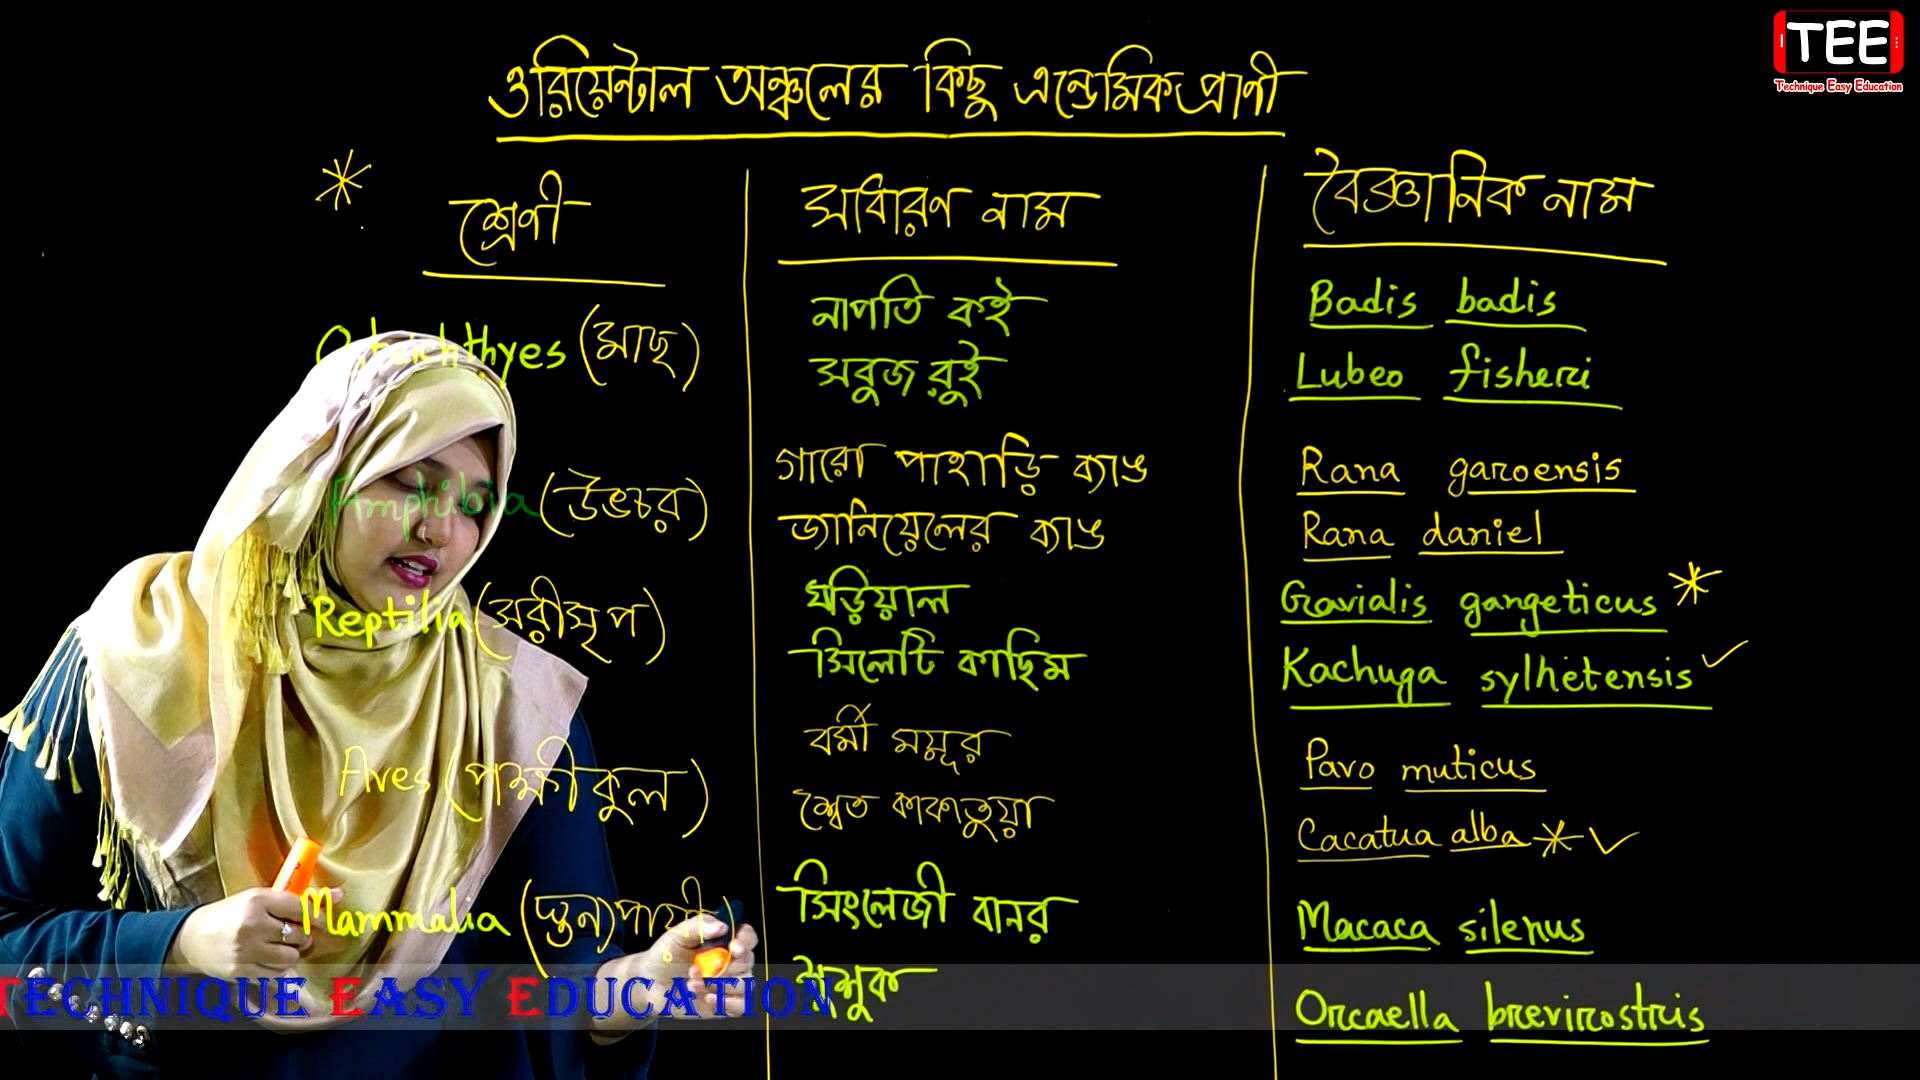 TEE
Technique Easy Education
ওরিয়েন্টাল অঞ্চলের কিছু এন্ডেমিক প্রাণী
শ্রেণী সাধারণ নাম বৈজ্ঞানিক নাম
নাপতি কই Badis badis
Osteichthyes (মাছ)
সবুজ রুই Lubeo fisheri
গারো পাহাড়ি ব্যাঙ Rana garoensis
Amphibia (উভচর)
ড্যানিয়েলের ব্যাঙ Rana daniel
ঘড়িয়াল Gavialis gangeticus
Reptilia (সরীসৃপ)
সিলেটি কাছিম Kachuga sylhetensis
বর্মী ময়ূর Pavo muticus
Aves (পক্ষীকুল)
শ্বেত কাকাতুয়া Cacatua alba
Mammalia (স্তন্যপায়ী) সিংলেজী বানর Macaca silenus
শুশুক Orcaella brevirostris
TECHNIQUE EASY EDUCATION